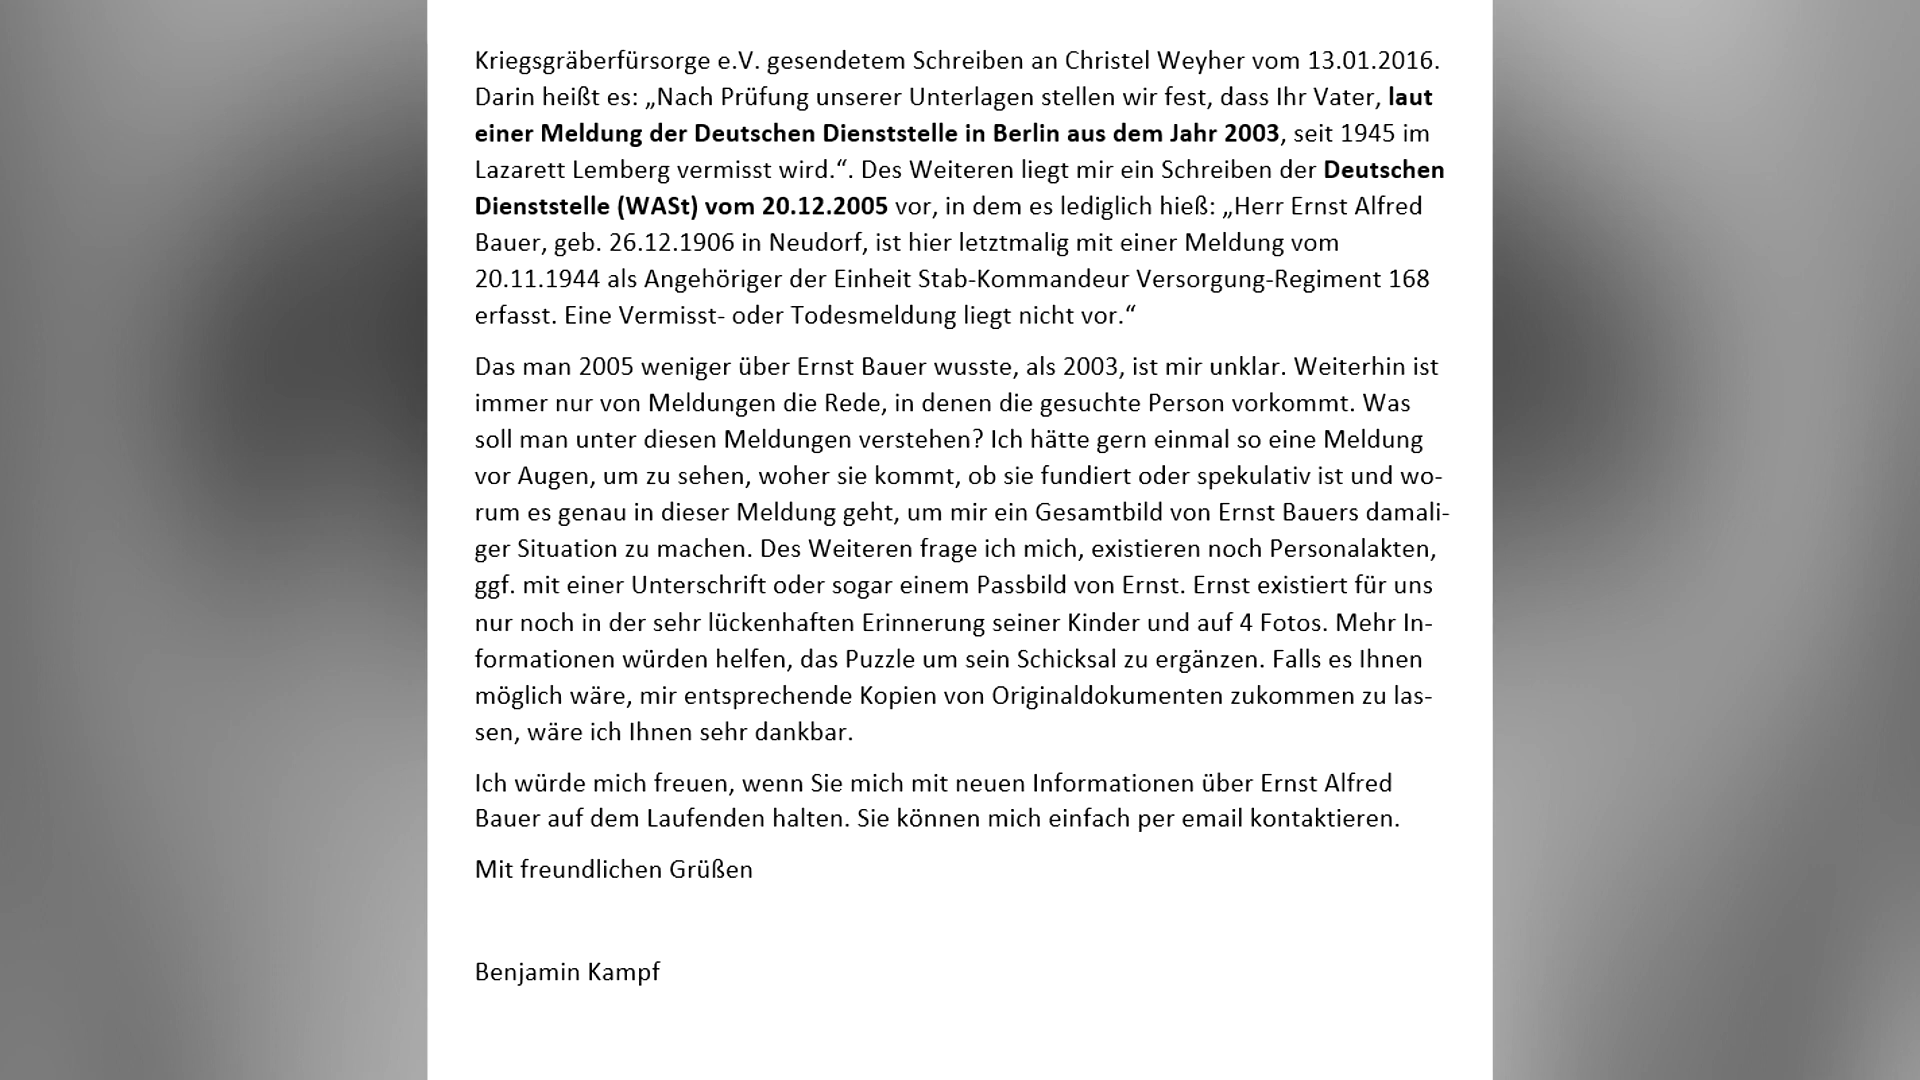 Kriegsgräberfürsorge e.V. gesendetem Schreiben an Christel Weyher vom 13.01.2016.
Darin heißt es: „Nach Prüfung unserer Unterlagen stellen wir fest, dass Ihr Vater, laut
einer Meldung der Deutschen Dienststelle in Berlin aus dem Jahr 2003, seit 1945 im
Lazarett Lemberg vermisst wird.“. Des Weiteren liegt mir ein Schreiben der Deutschen
Dienststelle (WASt) vom 20.12.2005 vor, in dem es lediglich hieß: „Herr Ernst Alfred
Bauer, geb. 26.12.1906 in Neudorf, ist hier letztmalig mit einer Meldung vom
20.11.1944 als Angehöriger der Einheit Stab-Kommandeur Versorgung-Regiment 168
erfasst. Eine Vermisst- oder Todesmeldung liegt nicht vor.“
Das man 2005 weniger über Ernst Bauer wusste, als 2003, ist mir unklar. Weiterhin ist
immer nur von Meldungen die Rede, in denen die gesuchte Person vorkommt. Was
soll man unter diesen Meldungen verstehen? Ich hätte gern einmal so eine Meldung
vor Augen, um zu sehen, woher sie kommt, ob sie fundiert oder spekulativ ist und wo-
rum es genau in dieser Meldung geht, um mir ein Gesamtbild von Ernst Bauers damali-
ger Situation zu machen. Des Weiteren frage ich mich, existieren noch Personalakten,
ggf. mit einer Unterschrift oder sogar einem Passbild von Ernst. Ernst existiert für uns
nur noch in der sehr lückenhaften Erinnerung seiner Kinder und auf 4 Fotos. Mehr In-
formationen würden helfen, das Puzzle um sein Schicksal zu ergänzen. Falls es Ihnen
möglich wäre, mir entsprechende Kopien von Originaldokumenten zukommen zu las-
sen, wäre ich Ihnen sehr dankbar.
Ich würde mich freuen, wenn Sie mich mit neuen Informationen über Ernst Alfred
Bauer auf dem Laufenden halten. Sie können mich einfach per email kontaktieren.
Mit freundlichen Grüßen
Benjamin Kampf